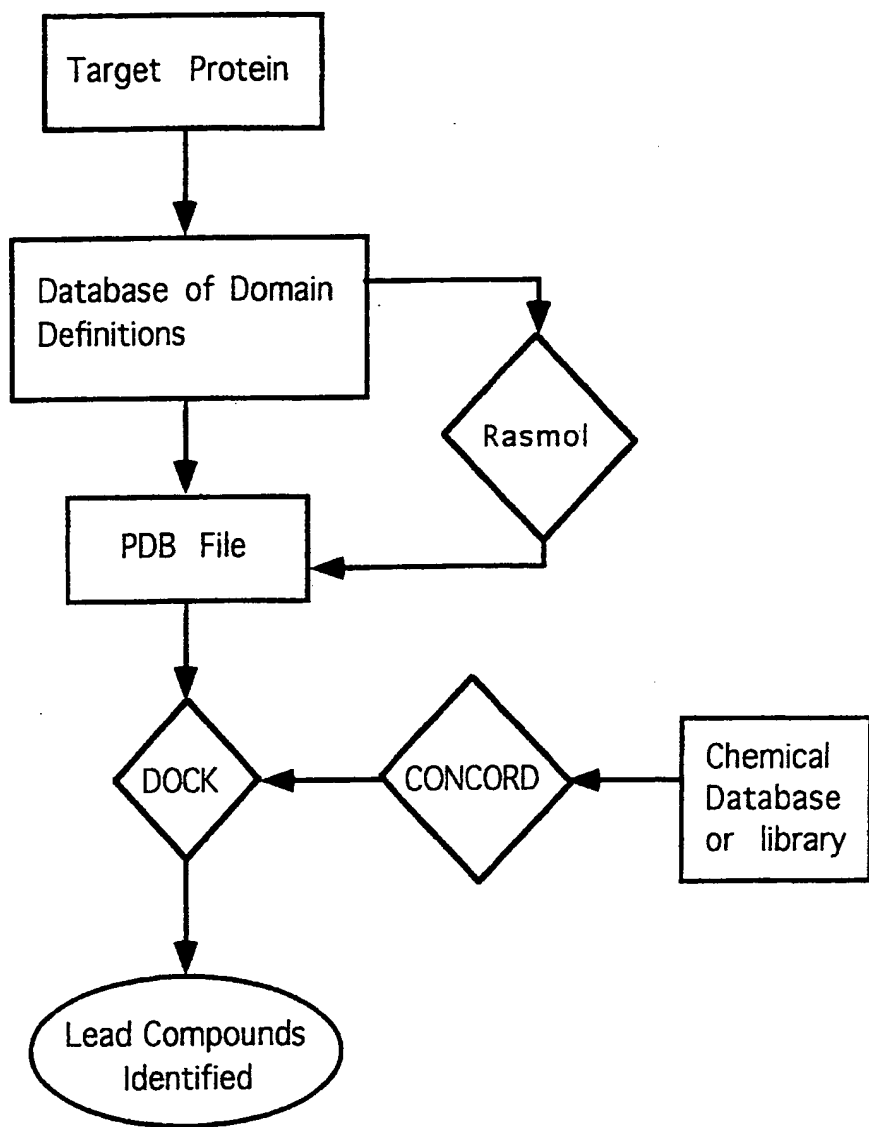 Target Protein
Database of Domain
Definitions
Rasmol
PDB File
DOCK
CONCORD
Chemical
Database
or library
Lead Compounds
Identified